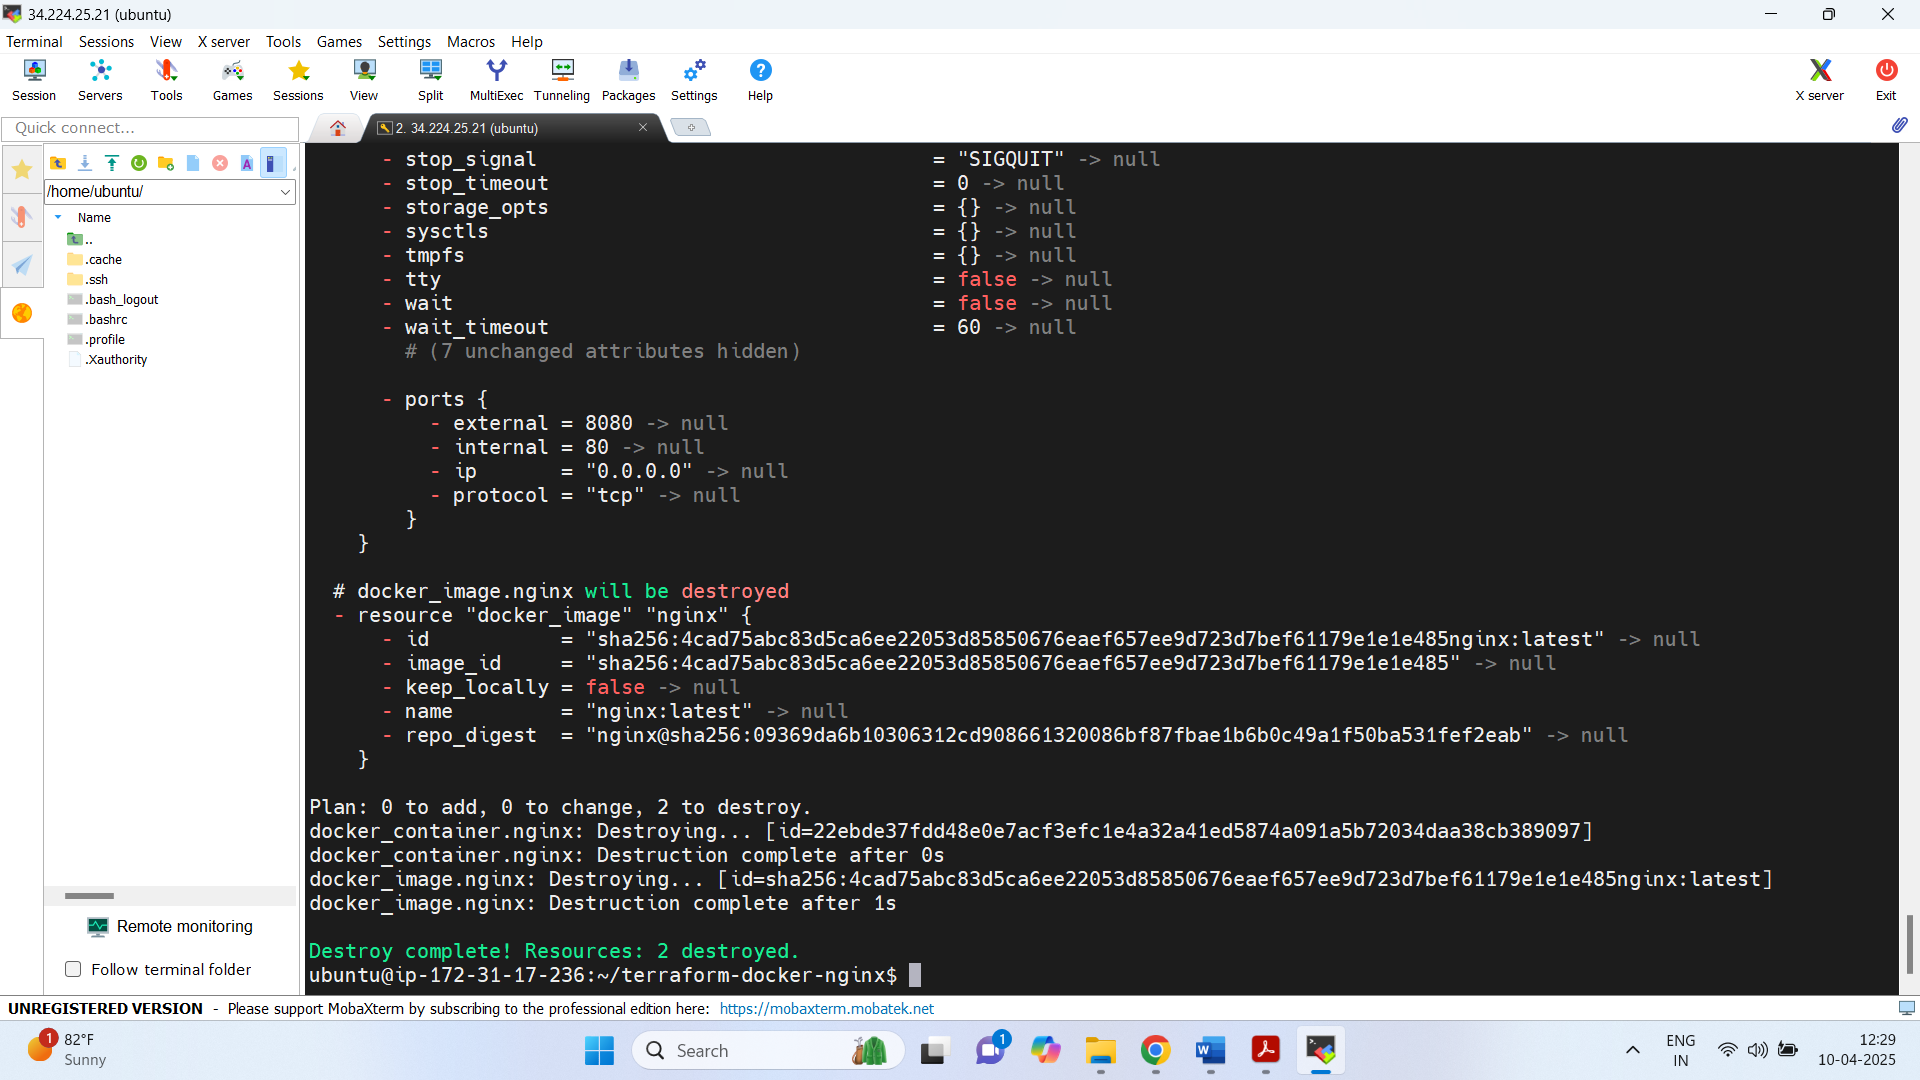 34.224.25.21 (ubuntu)
Terminal Sessions View X server Tools Games Settings Macros Help
Session Servers Tools Games Sessions View Split MultiExec Tunneling Packages Settings Help X server Exit
Quick connect...
2. 34.224.25.21 (ubuntu)
/home/ubuntu/
Name
..
.cache
.ssh
.bash_logout
.bashrc
.profile
.Xauthority
Remote monitoring
Follow terminal folder
- stop_signal = "SIGQUIT" -> null
- stop_timeout = 0 -> null
- storage_opts = {} -> null
- sysctls = {} -> null
- tmpfs = {} -> null
- tty = false -> null
- wait = false -> null
- wait_timeout = 60 -> null
# (7 unchanged attributes hidden)
- ports {
- external = 8080 -> null
- internal = 80 -> null
- ip = "0.0.0.0" -> null
- protocol = "tcp" -> null
}
}
# docker_image.nginx will be destroyed
- resource "docker_image" "nginx" {
- id = "sha256:4cad75abc83d5ca6ee22053d85850676eaef657ee9d723d7bef61179e1e1e485nginx:latest" -> null
- image_id = "sha256:4cad75abc83d5ca6ee22053d85850676eaef657ee9d723d7bef61179e1e1e485" -> null
- keep_locally = false -> null
- name = "nginx:latest" -> null
- repo_digest = "nginx@sha256:09369da6b10306312cd908661320086bf87fbae1b6b0c49a1f50ba531fef2eab" -> null
}
Plan: 0 to add, 0 to change, 2 to destroy.
docker_container.nginx: Destroying... [id=22ebde37fdd48e0e7acf3efc1e4a32a41ed5874a091a5b72034daa38cb389097]
docker_container.nginx: Destruction complete after 0s
docker_image.nginx: Destroying... [id=sha256:4cad75abc83d5ca6ee22053d85850676eaef657ee9d723d7bef61179e1e1e485nginx:latest]
docker_image.nginx: Destruction complete after 1s
Destroy complete! Resources: 2 destroyed.
ubuntu@ip-172-31-17-236:~/terraform-docker-nginx$
UNREGISTERED VERSION - Please support MobaXterm by subscribing to the professional edition here: https://mobaxterm.mobatek.net
1
82°F
Sunny
Search
1
ENG
IN
12:29
10-04-2025